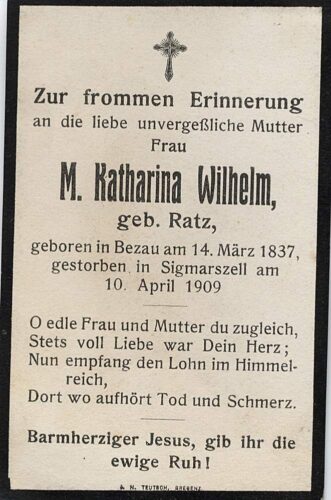 Zur frommen Erinnerung
an die liebe unvergeßliche Mutter
Frau
M. Katharina Wilhelm,
geb. Ratz,
geboren in Bezau am 14. März 1837,
gestorben in Sigmarszell am
10. April 1909
O edle Frau und Mutter du zugleich,
Stets voll Liebe war Dein Herz;
Nun empfang den Lohn im Himmel-
reich,
Dort wo aufhört Tod und Schmerz.
Barmherziger Jesus, gib ihr die
ewige Ruh!
N. TEUTSCH, BREGENZ.